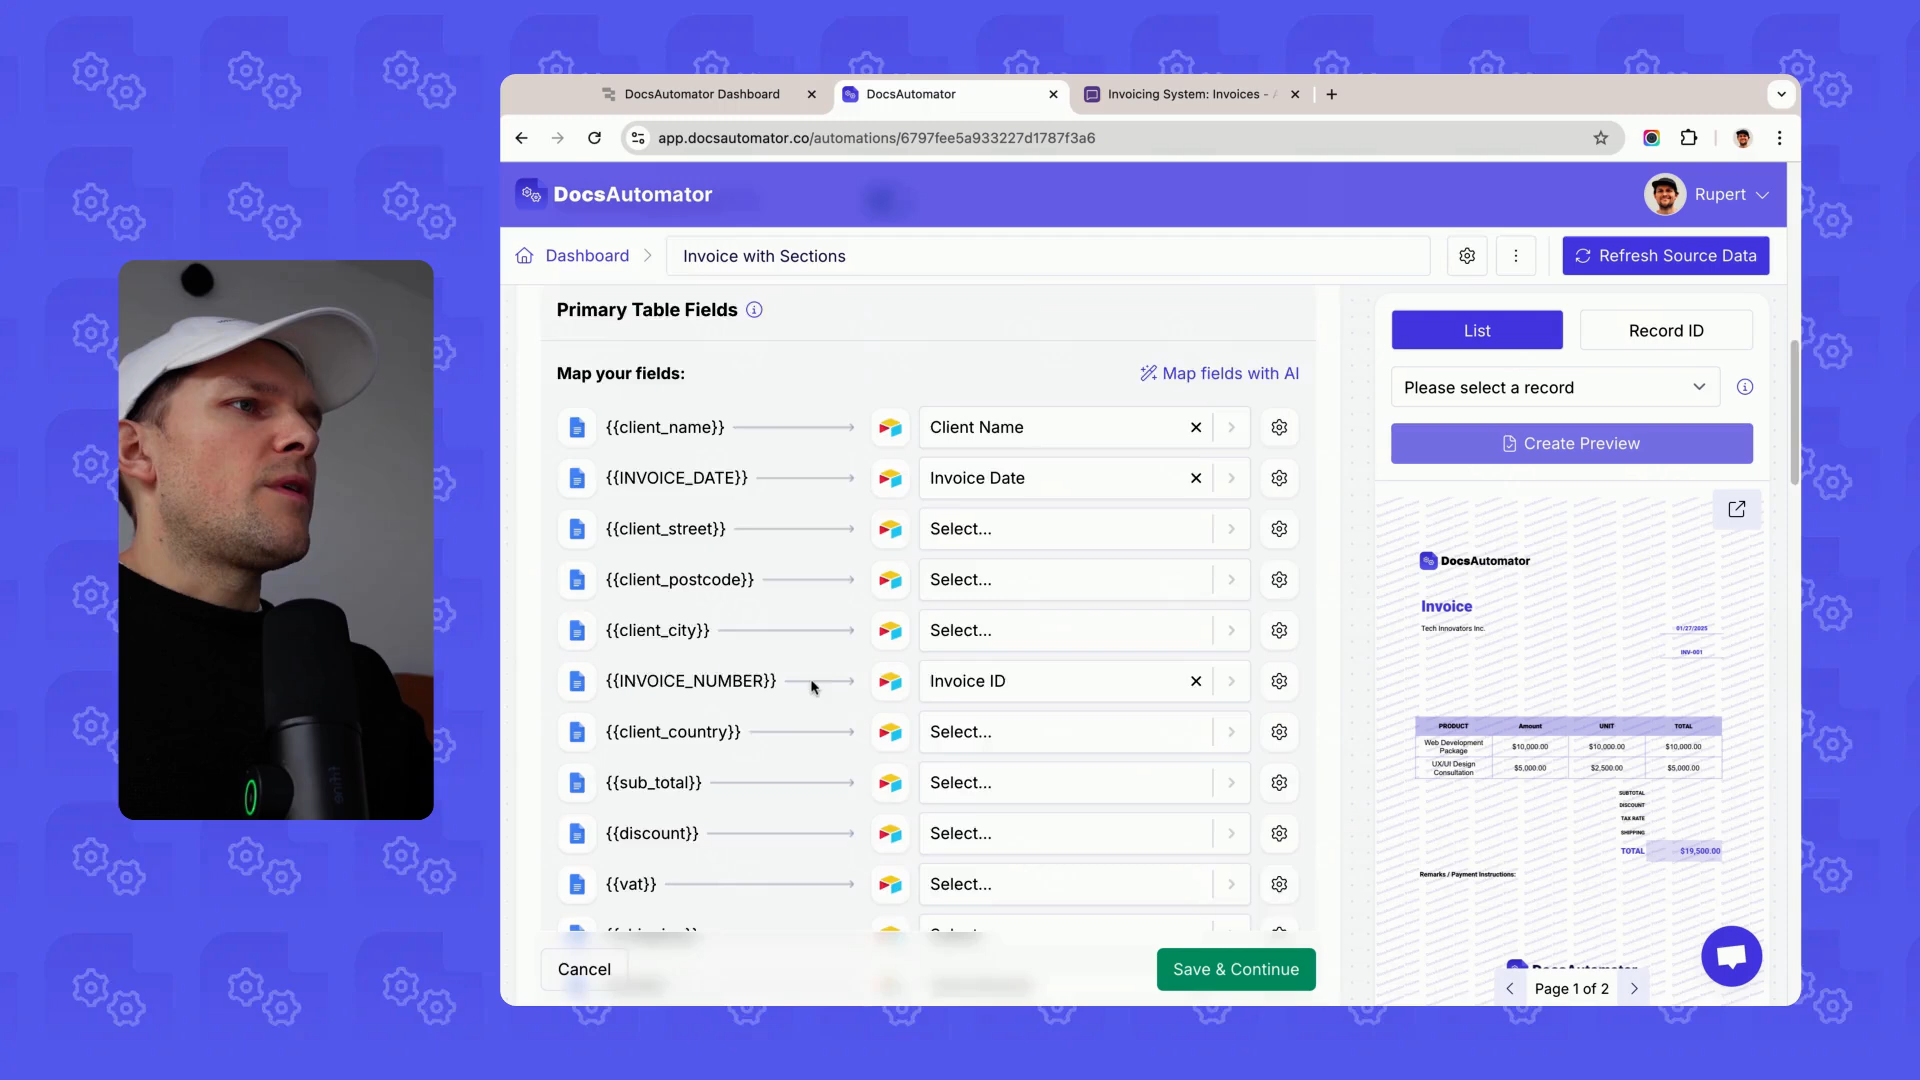 DocsAutomator Dashboard
DocsAutomator
Invoicing System: Invoices -
app.docsautomator.co/automations/6797fee5a933227d1787f3a6
DocsAutomator
Rupert
Dashboard
Invoice with Sections
Refresh Source Data
Primary Table Fields
Map your fields:
Map fields with AI
{{client_name}}
Client Name
{{INVOICE_DATE}}
Invoice Date
{{client_street}}
Select...
{{client_postcode}}
Select...
{{client_city}}
Select...
{{INVOICE_NUMBER}}
Invoice ID
{{client_country}}
Select...
{{sub_total}}
Select...
{{discount}}
Select...
{{vat}}
Select...
Cancel
Save & Continue
List
Record ID
Please select a record
Create Preview
DocsAutomator
Invoice
Tech Innovators Inc.
01/27/2025
INV-001
PRODUCT Amount UNIT TOTAL
Web Development Package $10,000.00 $10,000.00 $10,000.00
UX/UI Design Consultation $5,000.00 $2,500.00 $5,000.00
SUBTOTAL
DISCOUNT
TAX RATE
SHIPPING
TOTAL $19,500.00
Remarks / Payment Instructions:
Page 1 of 2